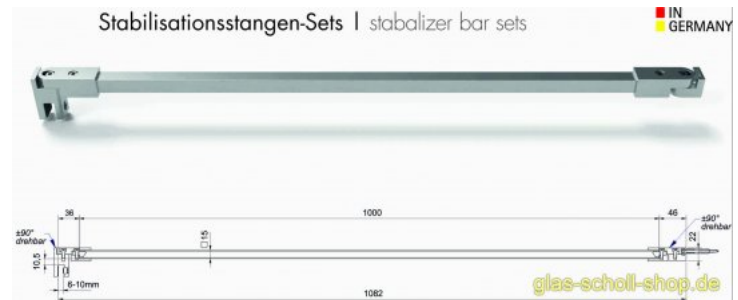 Stabilisationsstangen-Sets | stabalizer bar sets
IN
GERMANY
36
1000
46
±90°
drehbar
±90°
drehbar
□15
22
10,5
6-10mm
1082
glas-scholl-shop.de